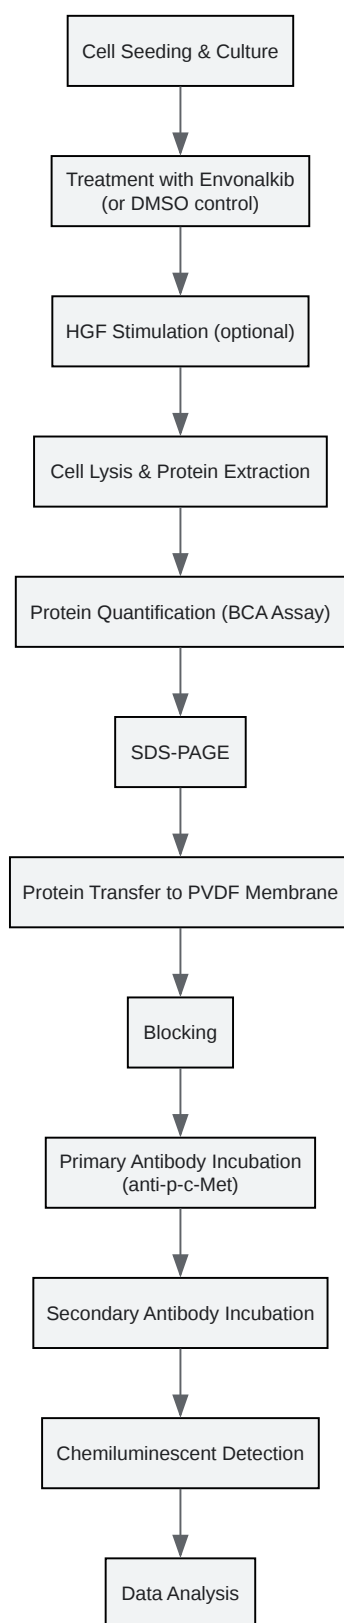 Cell Seeding & Culture
Treatment with Envonalkib
(or DMSO control)
HGF Stimulation (optional)
Cell Lysis & Protein Extraction
Protein Quantification (BCA Assay)
SDS-PAGE
Protein Transfer to PVDF Membrane
Blocking
Primary Antibody Incubation
(anti-p-c-Met)
Secondary Antibody Incubation
Chemiluminescent Detection
Data Analysis